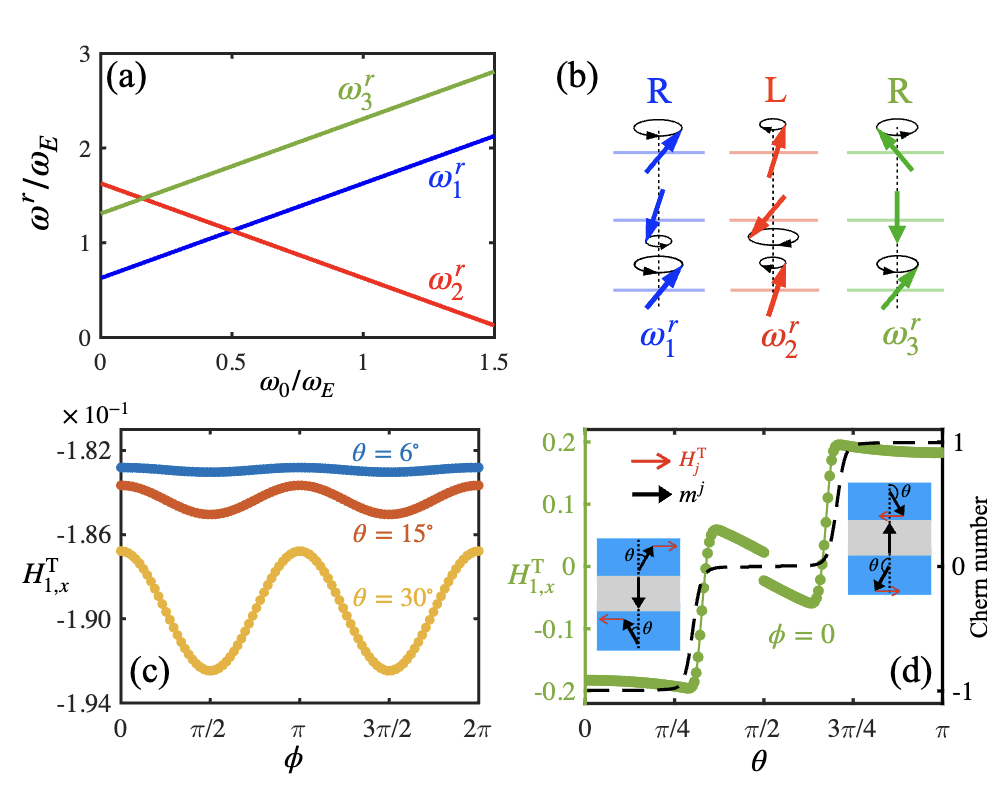 (a)
3
2
1
0
ω^r/ω_E
ω_3^r
ω_1^r
ω_2^r
0 0.5 1 1.5
ω_0/ω_E
(b)
R L R
ω_1^r ω_2^r ω_3^r
× 10^-1
-1.82
-1.86
-1.90
-1.94
H_{1,x}^T
θ = 6°
θ = 15°
θ = 30°
(c)
0 π/2 π 3π/2 2π
ϕ
0.2
0.1
0
-0.1
-0.2
H_{1,x}^T
H_j^T
m^j
θ
θ
θ
θ
ϕ = 0
(d)
1
0
-1
Chern number
0 π/4 π/2 3π/4 π
θ